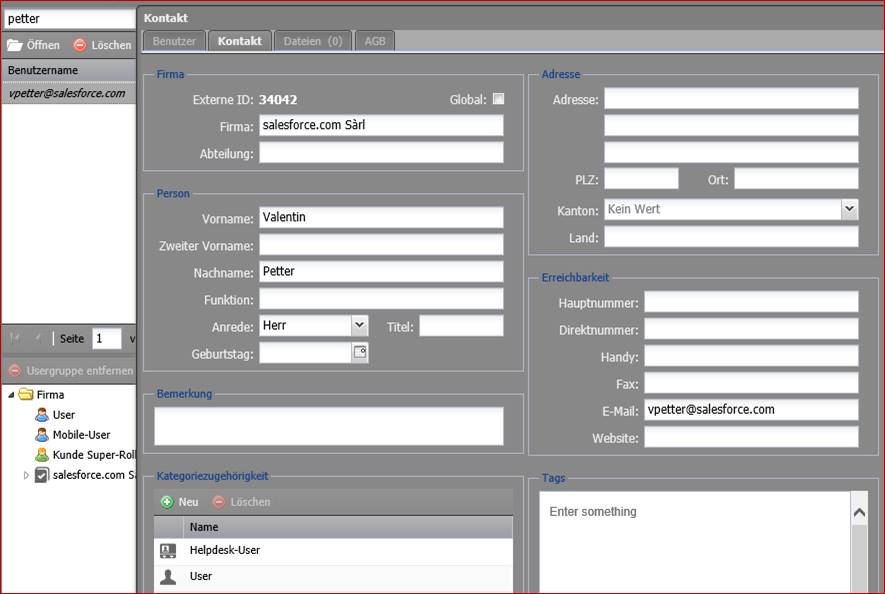 petter
Öffnen
Löschen
Benutzername
vpetter@salesforce.com
Seite
1
Usergruppe entfernen
Firma
User
Mobile-User
Kunde Super-Roll
salesforce.com Sà
Kontakt
Benutzer
Kontakt
Dateien (0)
AGB
Firma
Externe ID: 34042
Global:
Firma: salesforce.com Sàrl
Abteilung:
Person
Vorname: Valentin
Zweiter Vorname:
Nachname: Petter
Funktion:
Anrede: Herr
Titel:
Geburtstag:
Bemerkung
Kategoriezugehörigkeit
Neu
Löschen
Name
Helpdesk-User
User
Adresse
Adresse:
PLZ:
Ort:
Kanton: Kein Wert
Land:
Erreichbarkeit
Hauptnummer:
Direktnummer:
Handy:
Fax:
E-Mail: vpetter@salesforce.com
Website:
Tags
Enter something